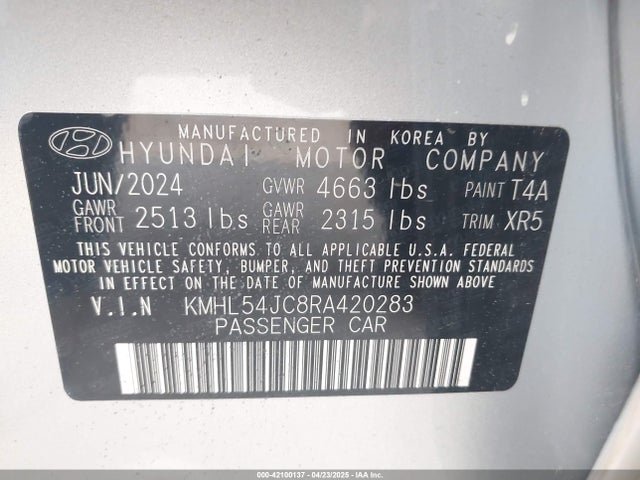 MANUFACTURED IN KOREA BY
HYUNDAI MOTOR COMPANY
JUN/2024 GVWR 4663 lbs PAINT T4A
GAWR FRONT 2513 lbs GAWR REAR 2315 lbs TRIM XR5
THIS VEHICLE CONFORMS TO ALL APPLICABLE U.S.A. FEDERAL
MOTOR VEHICLE SAFETY, BUMPER, AND THEFT PREVENTION STANDARDS
IN EFFECT ON THE DATE OF MANUFACTURE SHOWN ABOVE.
V.I.N KMHL54JC8RA420283
PASSENGER CAR
000-42100137 - 04/23/2025 - IAAI.COM